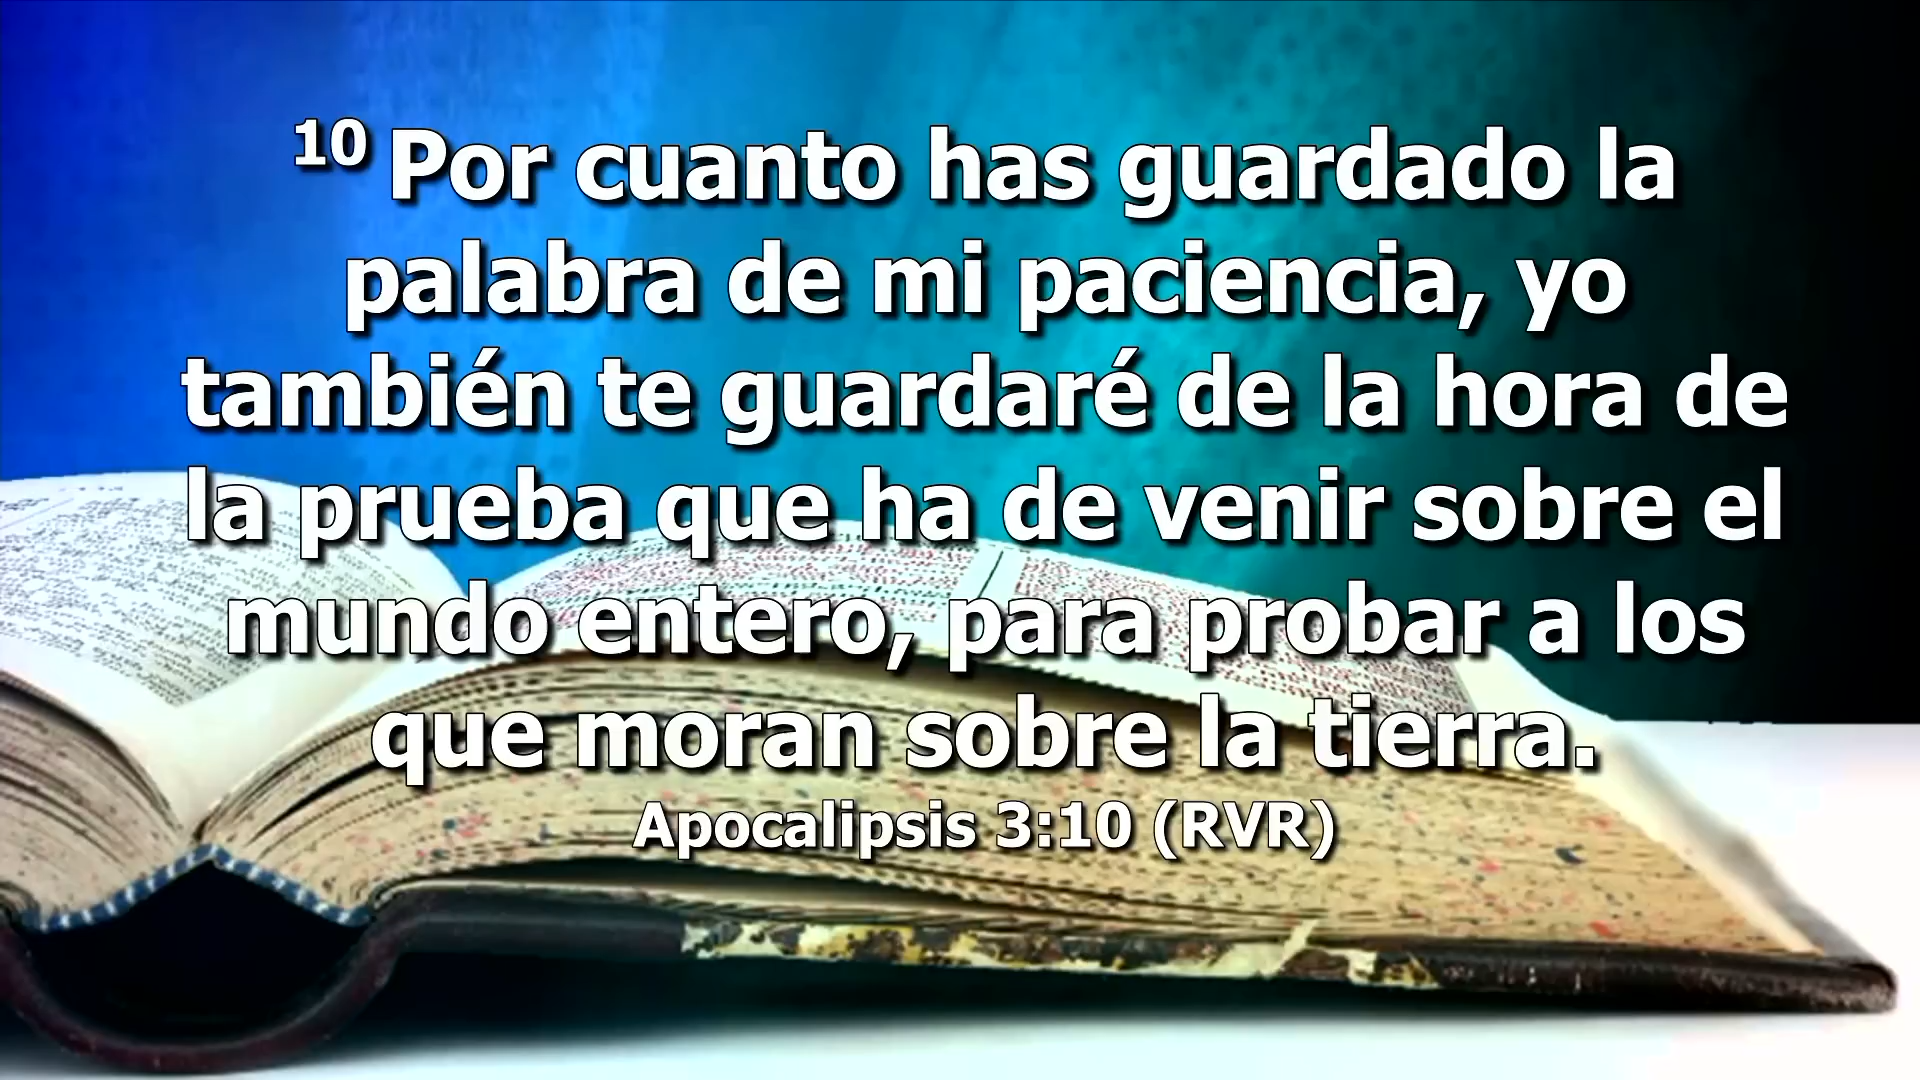 10 Por cuanto has guardado la
palabra de mi paciencia, yo
también te guardaré de la hora de
la prueba que ha de venir sobre el
mundo entero, para probar a los
que moran sobre la tierra.
Apocalipsis 3:10 (RVR)